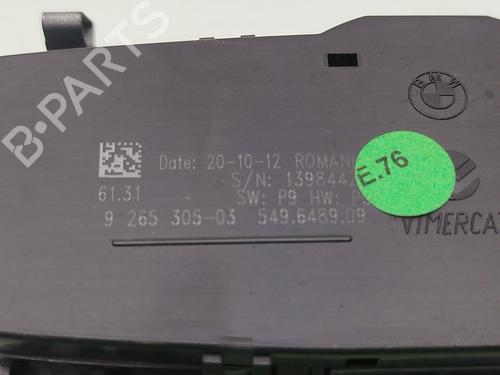 B-PARTS
BMW
Date: 20-10-12 ROMAN
S/N: 139844
61.31
SW: P9 HW:
9 265 305-03 549.6489.09
E.76
VIMERCA